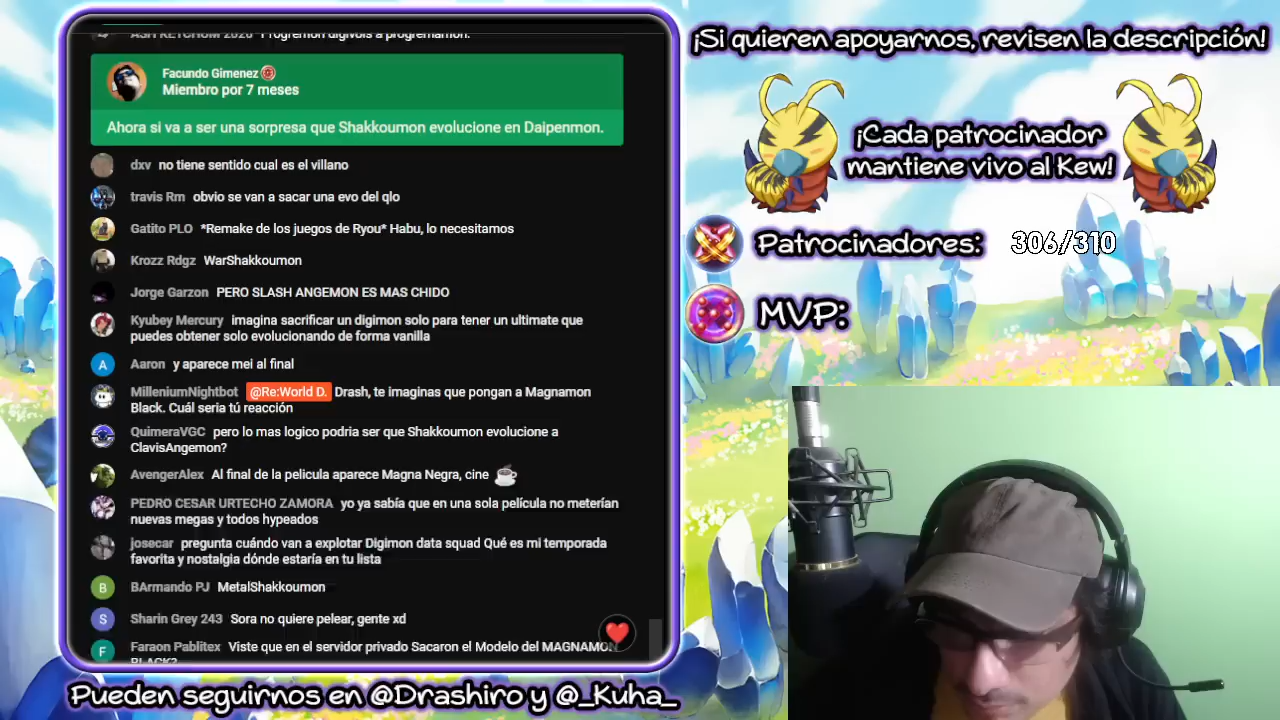 ¡Si quieren apoyarnos, revisen la descripción!
ASH KETCHUM 2020 Progremon digivols a programamon.
Facundo Gimenez
Miembro por 7 meses
Ahora si va a ser una sorpresa que Shakkoumon evolucione en Daipenmon.
dxv no tiene sentido cual es el villano
travis Rm obvio se van a sacar una evo del qlo
Gatito PLO *Remake de los juegos de Ryou* Habu, lo necesitamos
Krozz Rdgz WarShakkoumon
Jorge Garzon PERO SLASH ANGEMON ES MAS CHIDO
Kyubey Mercury imagina sacrificar un digimon solo para tener un ultimate que
puedes obtener solo evolucionando de forma vanilla
A Aaron y aparece mei al final
MilleniumNightbot @Re:World D. Drash, te imaginas que pongan a Magnamon
Black. Cuál seria tú reacción
QuimeraVGC pero lo mas logico podria ser que Shakkoumon evolucione a
ClavisAngemon?
AvengerAlex Al final de la pelicula aparece Magna Negra, cine
PEDRO CESAR URTECHO ZAMORA yo ya sabía que en una sola película no meterían
nuevas megas y todos hypeados
josecar pregunta cuándo van a explotar Digimon data squad Qué es mi temporada
favorita y nostalgia dónde estaría en tu lista
B BArmando PJ MetalShakkoumon
S Sharin Grey 243 Sora no quiere pelear, gente xd
F Faraon Pablitex Viste que en el servidor privado Sacaron el Modelo del MAGNAMON
BLACK?
¡Cada patrocinador
mantiene vivo al Kew!
Patrocinadores: 306/310
MVP:
Pueden seguirnos en @Drashiro y @_Kuha_